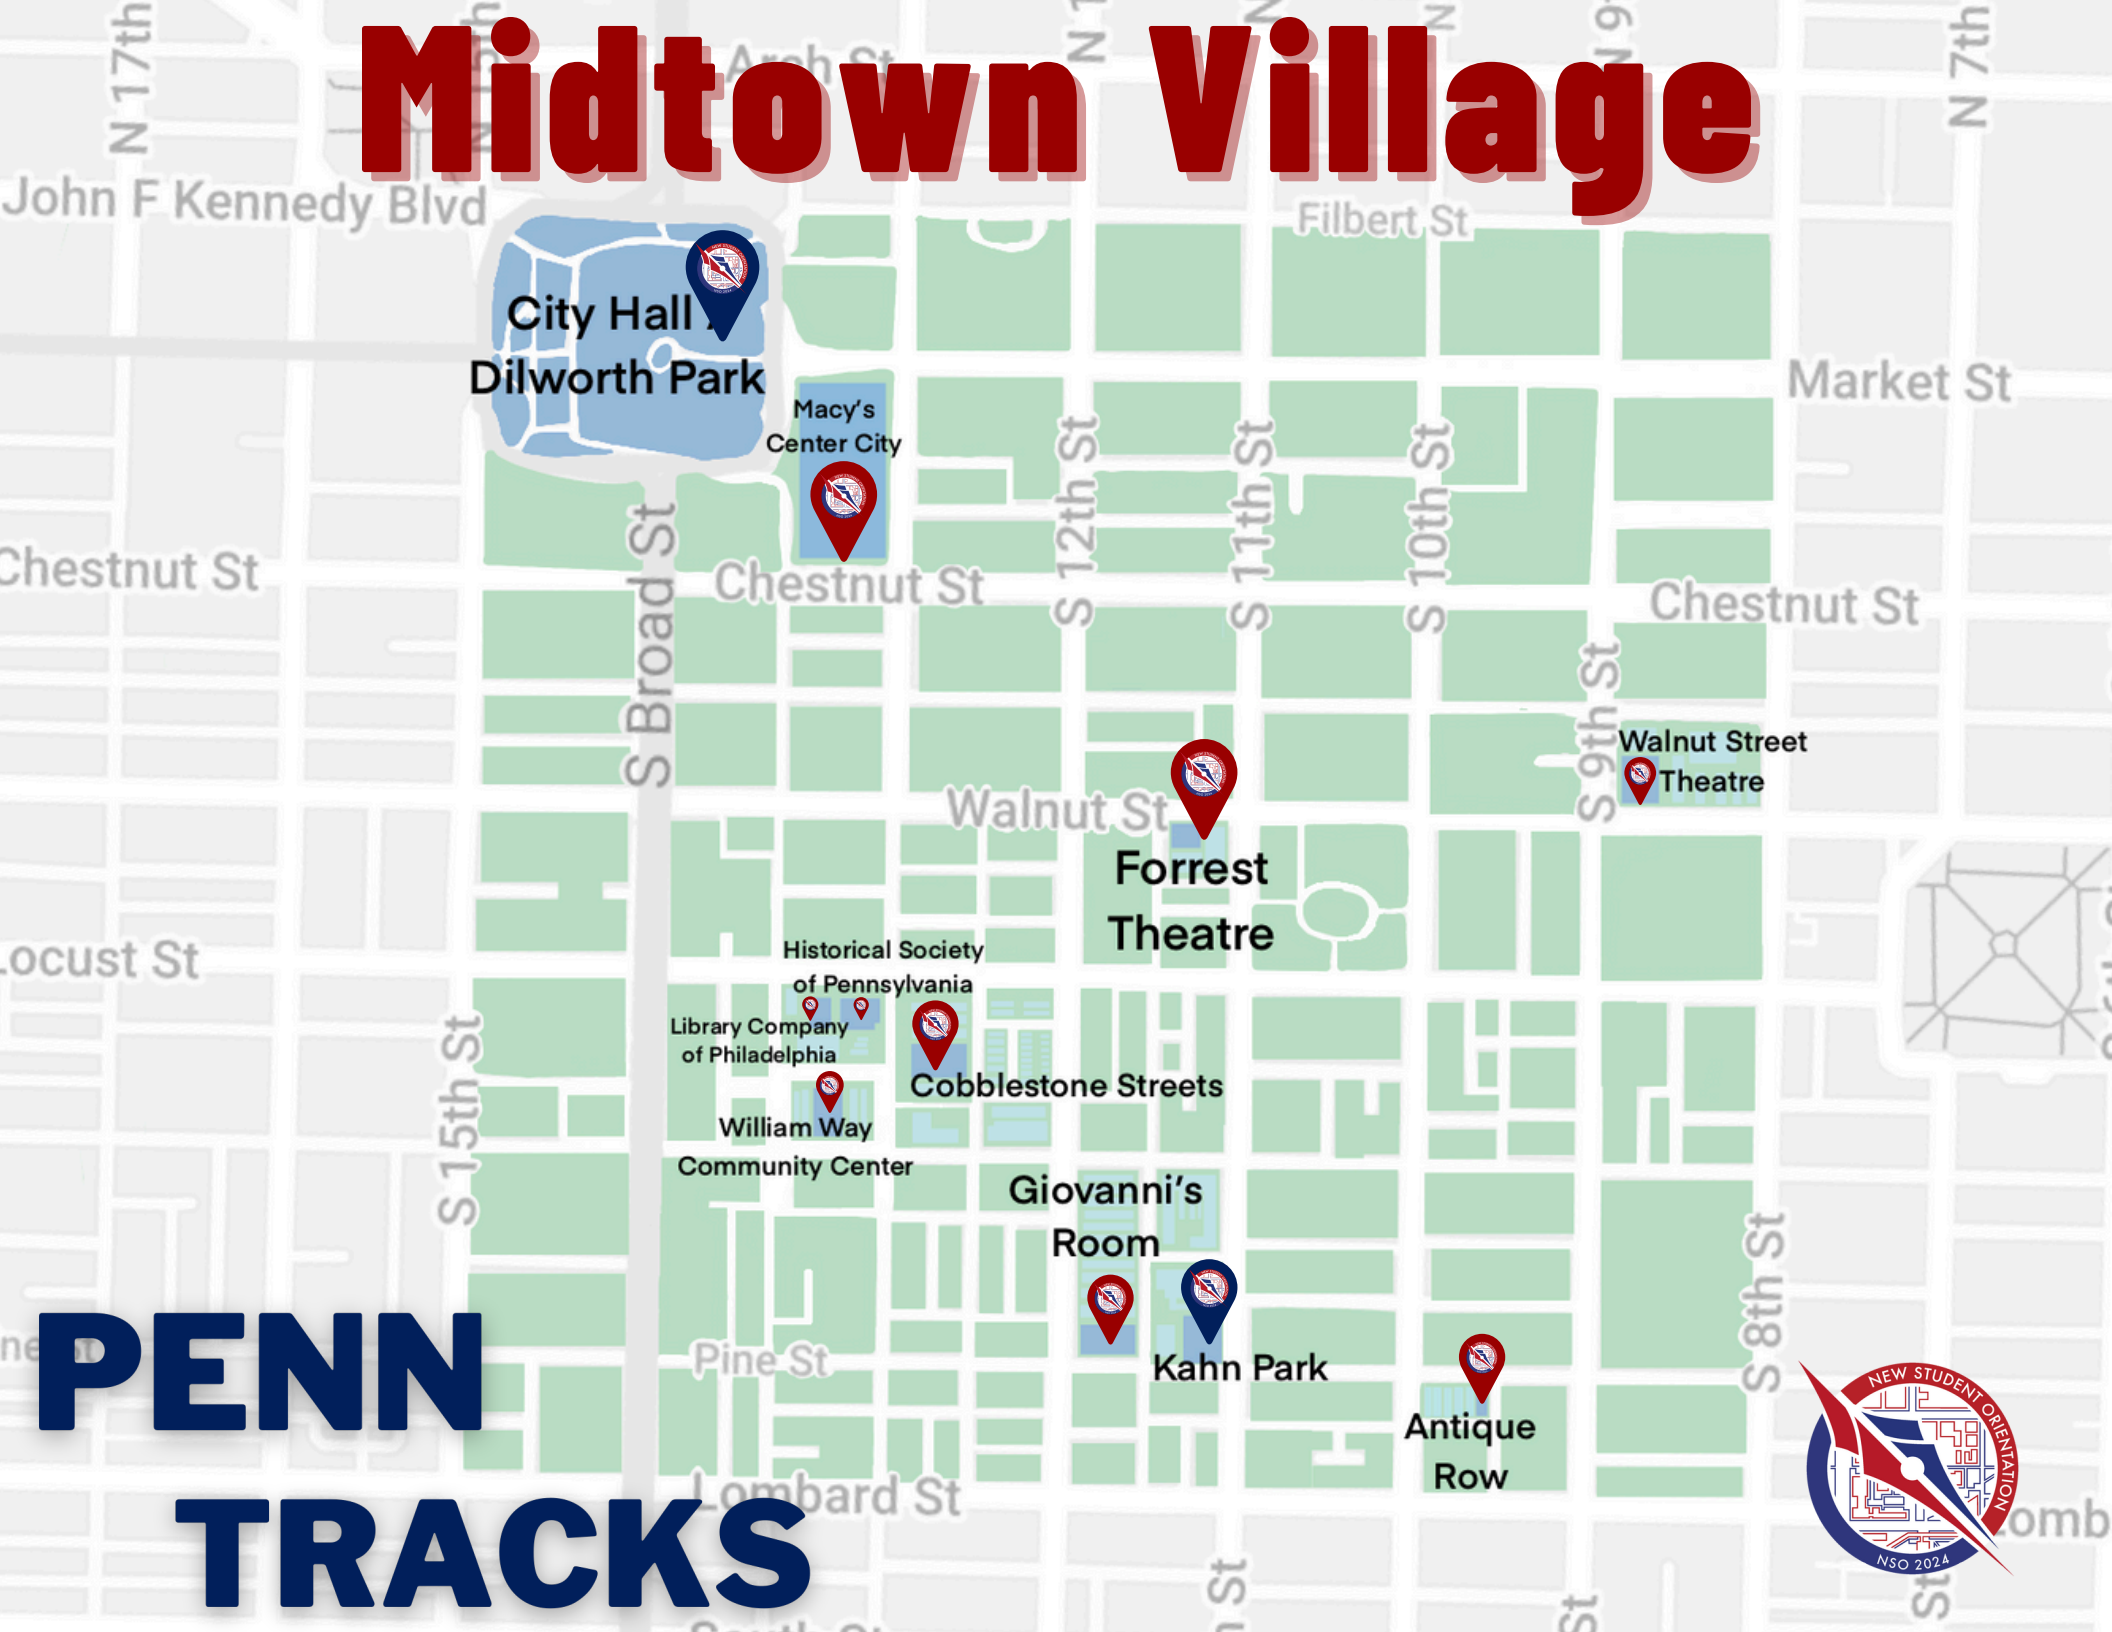 Midtown Village
N 17th
Arch St
N 7th
John F Kennedy Blvd
Filbert St
City Hall
Dilworth Park
Market St
Macy's
Center City
S 12th St
S 11th St
S 10th St
S Broad St
Chestnut St
Chestnut St
Chestnut St
S 9th St
Walnut Street
Theatre
Walnut St
Forrest
Theatre
Locust St
Historical Society
of Pennsylvania
Library Company
of Philadelphia
Cobblestone Streets
S 15th St
William Way
Community Center
Giovanni's
Room
S 8th St
Pine St
Kahn Park
Antique
Row
PENN
TRACKS
Lombard St
NEW STUDENT ORIENTATION
NSO 2024
St
St
St